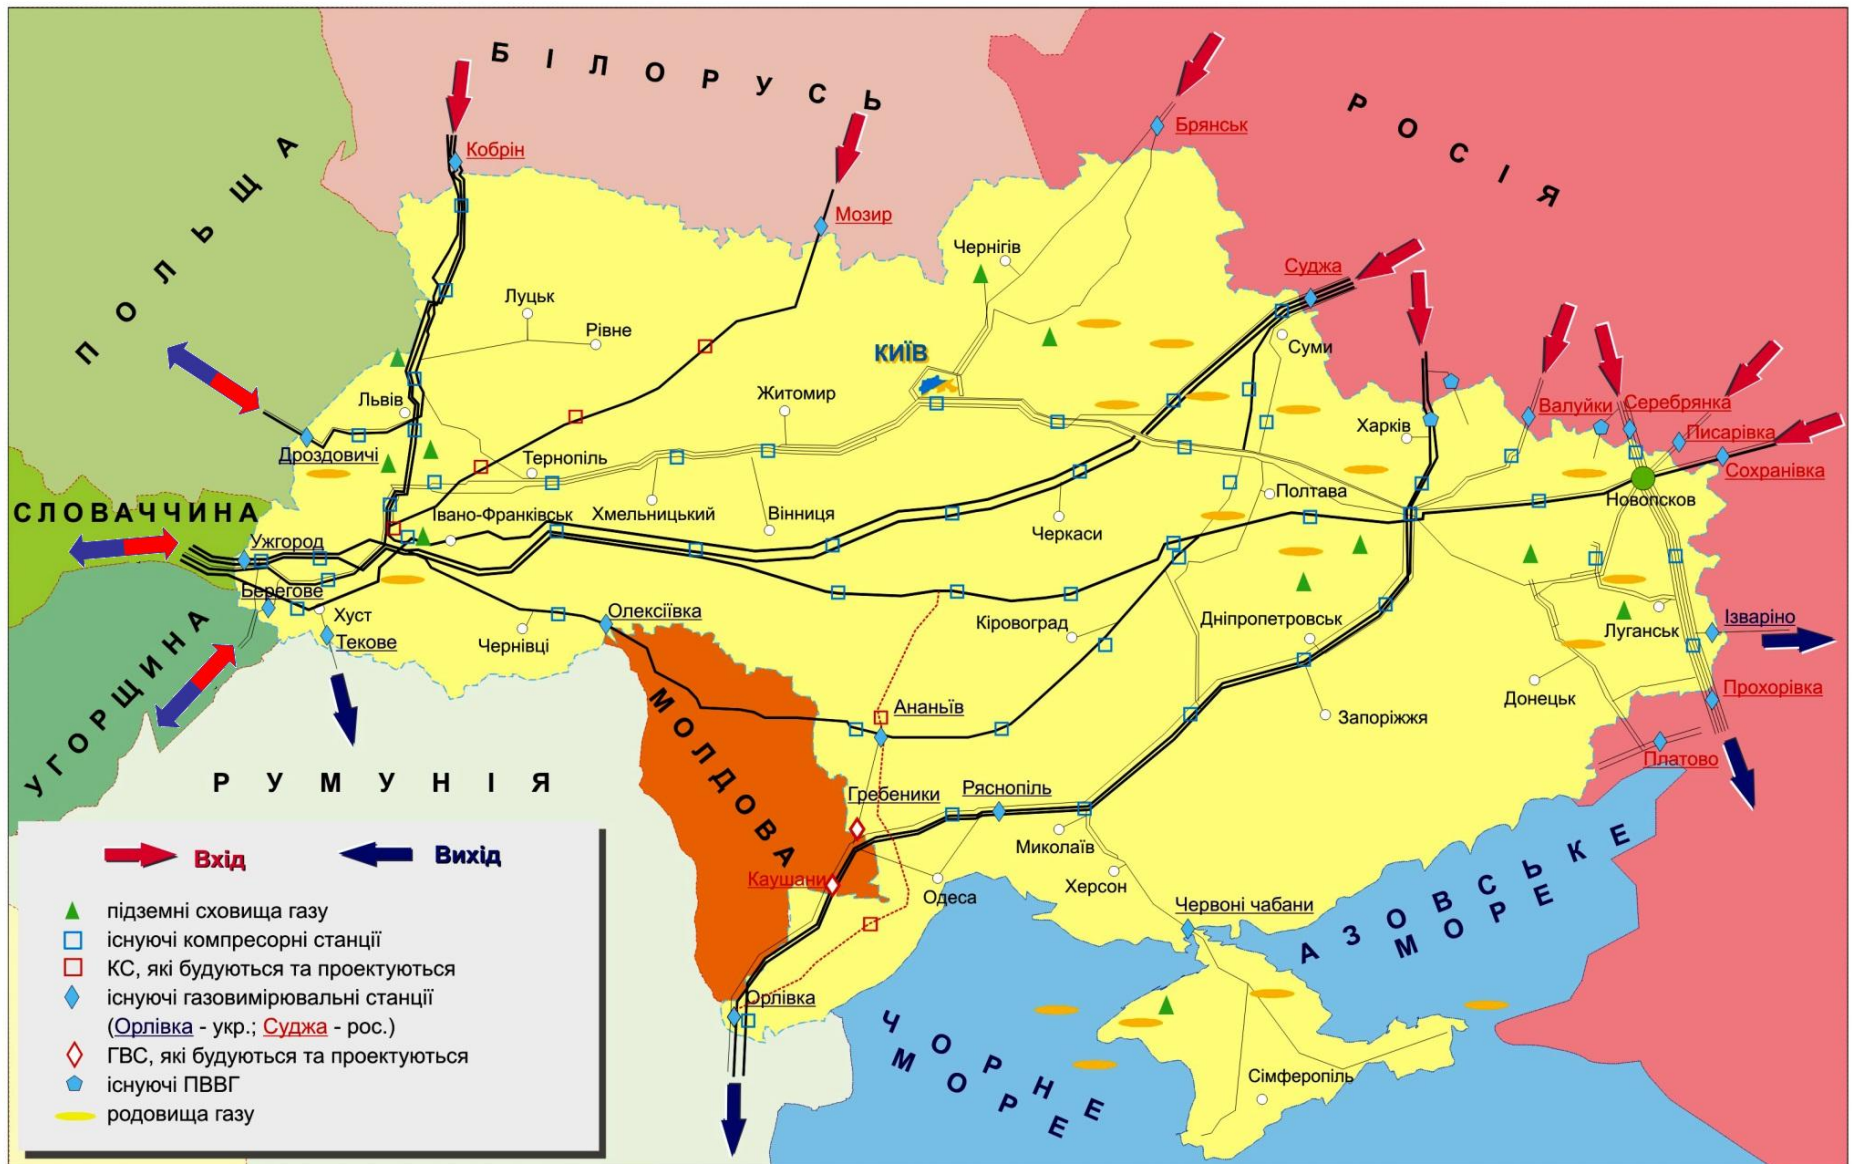 БІЛОРУСЬ
РОСІЯ
ПОЛЬЩА
СЛОВАЧЧИНА
УГОРЩИНА
РУМУНІЯ
МОЛДОВА
Кобрін
Мозир
Брянськ
Чернігів
Суджа
Луцьк
Рівне
КИЇВ
Суми
Житомир
Львів
Харків
Валуйки
Серебрянка
Писарівка
Сохранівка
Дроздовичі
Тернопіль
Полтава
Новопсков
Івано-Франківськ
Хмельницький
Вінниця
Черкаси
Ужгород
Берегове
Хуст
Текове
Чернівці
Олексіївка
Кіровоград
Дніпропетровськ
Луганськ
Ізваріно
Донецьк
Прохорівка
Ананьїв
Запоріжжя
Платово
Гребеники
Ряснопіль
Миколаїв
Каушани
Одеса
Херсон
Червоні чабани
АЗОВСЬКЕ
МОРЕ
Орлівка
ЧОРНЕ
МОРЕ
Сімферопіль
Вхід
Вихід
підземні сховища газу
існуючі компресорні станції
КС, які будуються та проектуються
існуючі газовимірювальні станції
(Орлівка - укр.; Суджа - рос.)
ГВС, які будуються та проектуються
існуючі ПВВГ
родовища газу